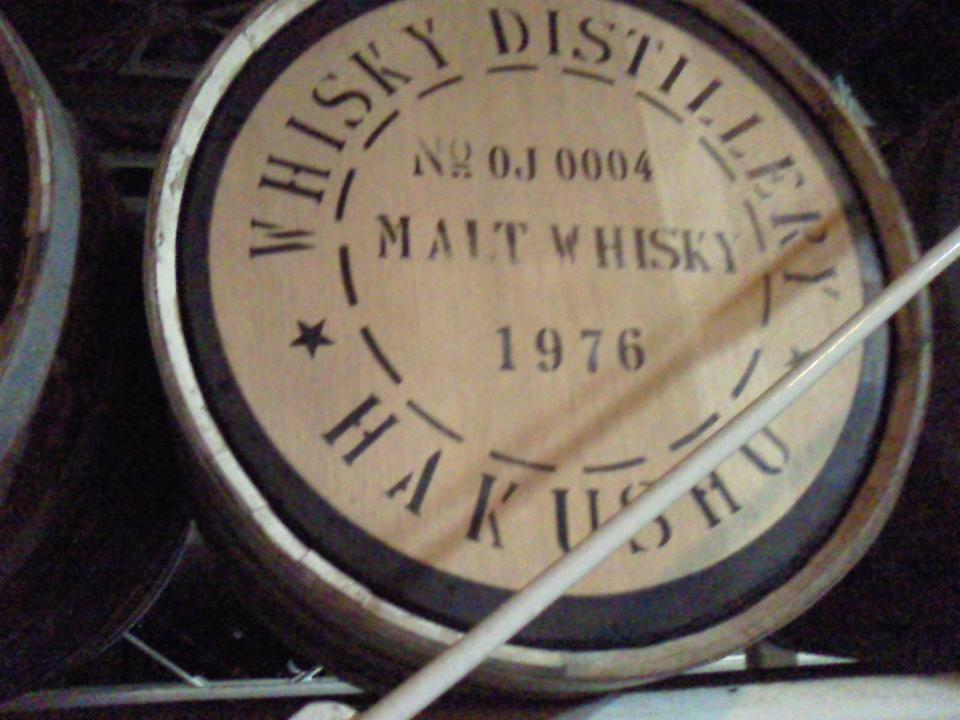 WHISKY DISTILLERY
Nº 0J 0004
MALT WHISKY
1976
HAKUSHU